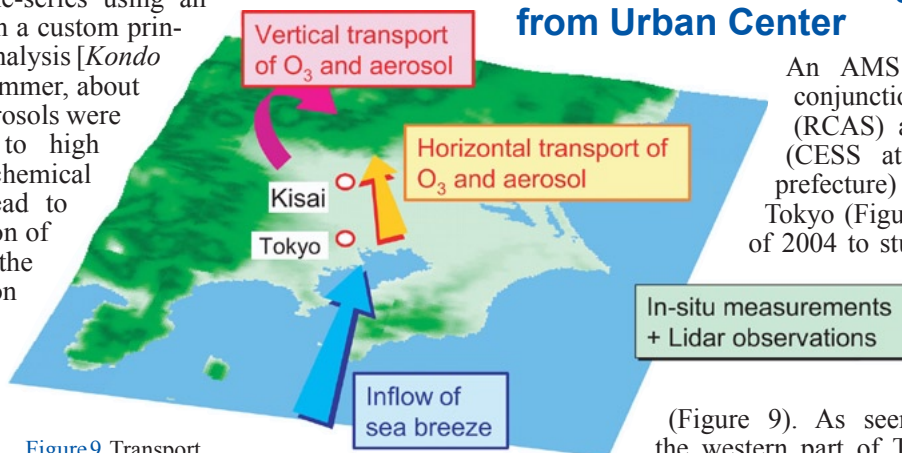 e-series using an
n a custom prin-
nalysis [Kondo
mmer, about
erosols were
to high
chemical
ead to
on of
the
on
Vertical transport
of O3 and aerosol
Horizontal transport of
O3 and aerosol
Kisai
Tokyo
Inflow of
sea breeze
In-situ measurements
+ Lidar observations
Figure 9 Transport
from Urban Center
An AMS
conjunctio
(RCAS) a
(CESS at
prefecture)
Tokyo (Figu
of 2004 to stu
(Figure 9). As seen
the western part of T